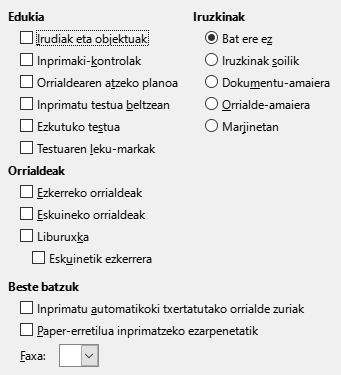 Edukia
Irudiak eta objektuak
Inprimaki-kontrolak
Orrialdearen atzeko planoa
Inprimatu testua beltzean
Ezkutuko testua
Testuaren leku-markak
Iruzkinak
Bat ere ez
Iruzkinak soilik
Dokumentu-amaiera
Orrialde-amaiera
Marjinetan
Orrialdeak
Ezkerreko orrialdeak
Eskuineko orrialdeak
Liburuxka
Eskuinetik ezkerrera
Beste batzuk
Inprimatu automatikoki txertatutako orrialde zuriak
Paper-erretilua inprimatzeko ezarpenetatik
Faxa: